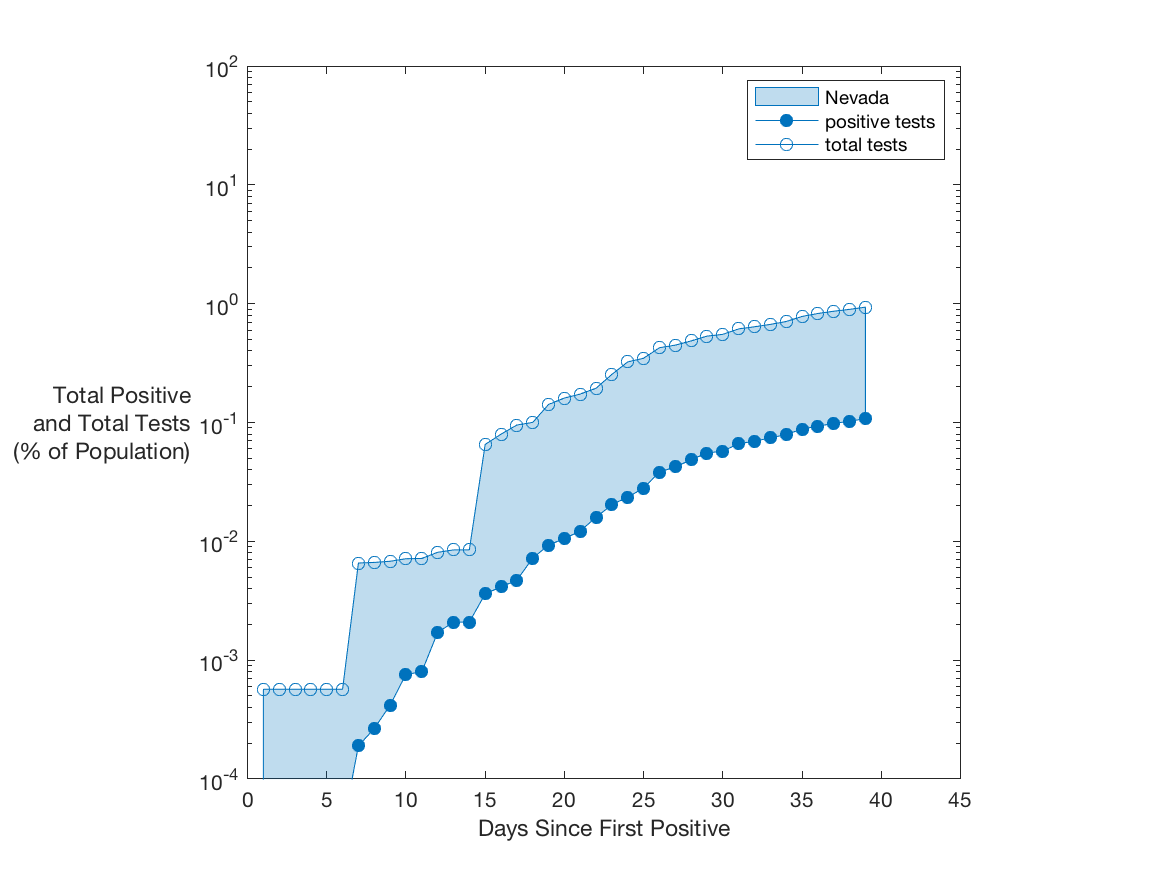 10^2
10^1
10^0
10^-1
10^-2
10^-3
10^-4
Total Positive
and Total Tests
(% of Population)
Nevada
positive tests
total tests
0 5 10 15 20 25 30 35 40 45
Days Since First Positive